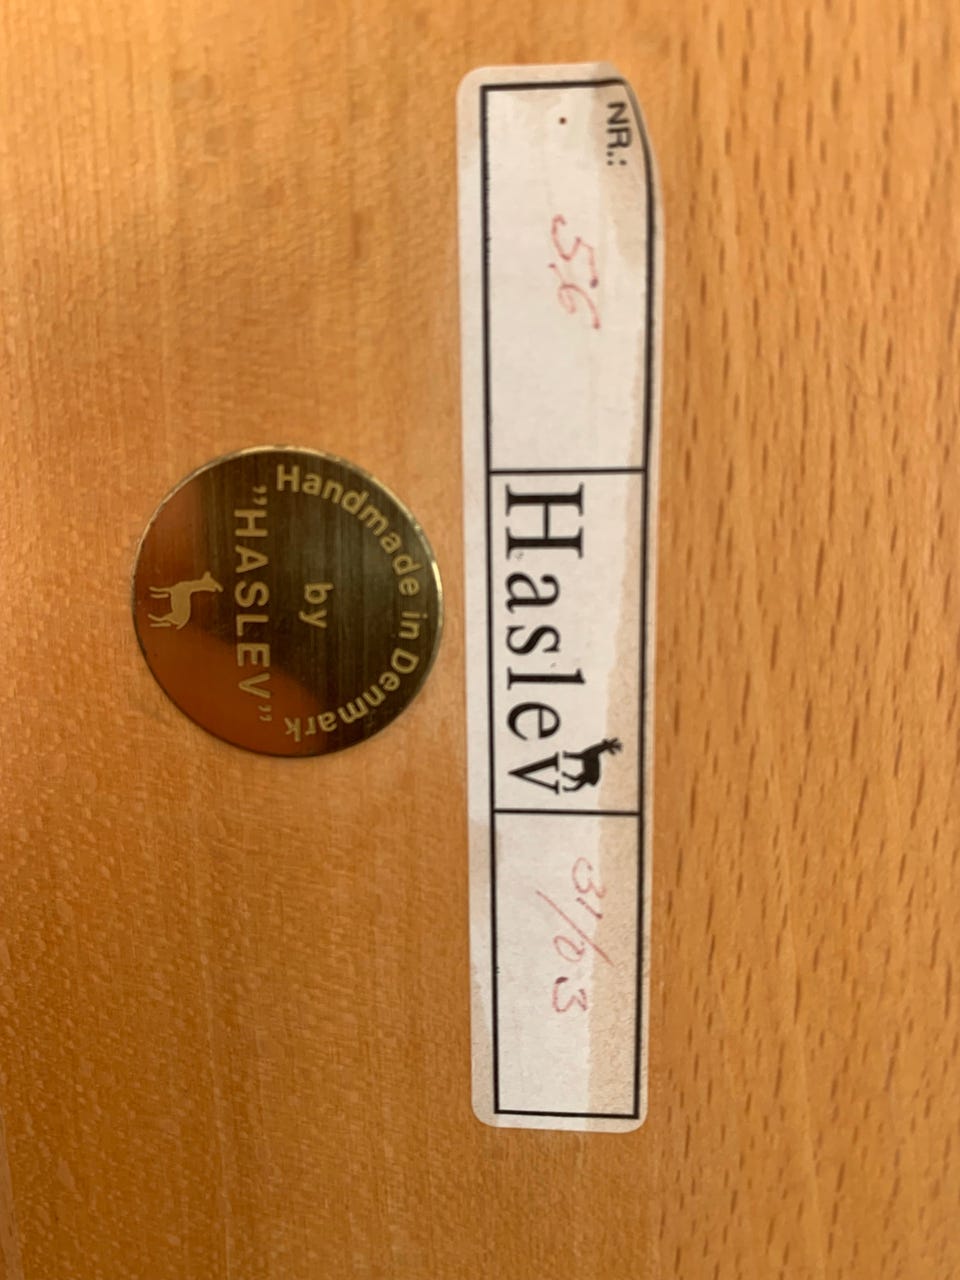 NR.:
56
Haslev
31/03
Handmade in Denmark
by
"HASLEV"